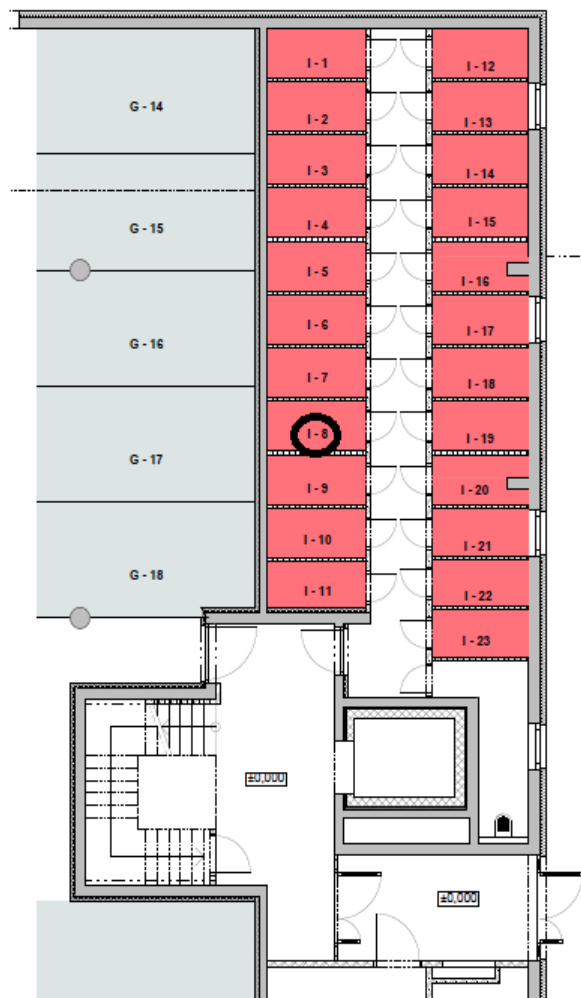 I - 1
I - 12
G - 14
I - 2
I - 13
I - 3
I - 14
I - 4
I - 15
G - 15
I - 5
I - 16
I - 6
I - 17
G - 16
I - 7
I - 18
I - 8
I - 19
G - 17
I - 9
I - 20
I - 10
I - 21
G - 18
I - 11
I - 22
I - 23
±0,000
±0,000